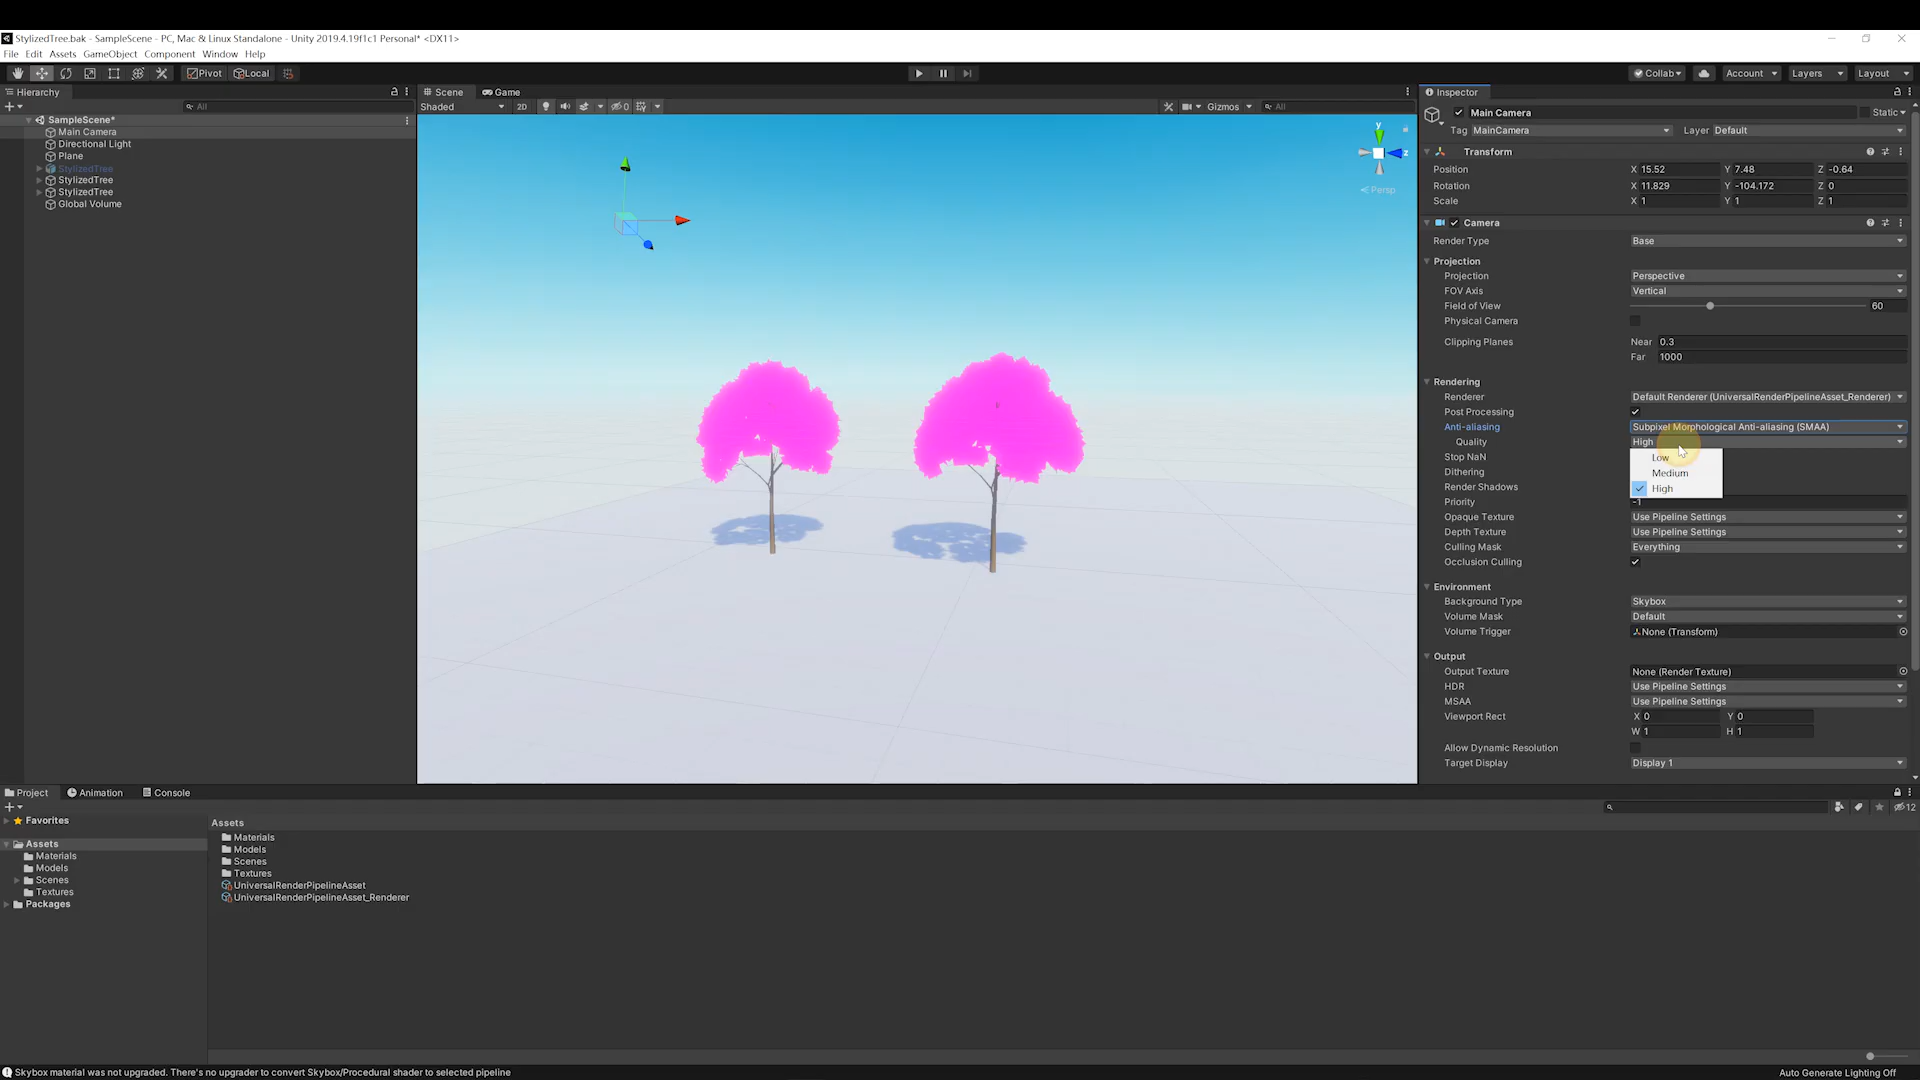 StylizedTree.bak - SampleScene - PC, Mac & Linux Standalone - Unity 2019.4.19f1c1 Personal* <DX11>
File Edit Assets GameObject Component Window Help
Pivot Local Collab Account Layers Layout
Hierarchy
All
SampleScene*
Main Camera
Directional Light
Plane
StylizedTree
StylizedTree
StylizedTree
Global Volume
Scene Game
Shaded 2D 0 Gizmos All
y
z
Persp
Inspector
Main Camera Static
Tag MainCamera Layer Default
Transform
Position X 15.52 Y 7.48 Z -0.64
Rotation X 11.829 Y -104.172 Z 0
Scale X 1 Y 1 Z 1
Camera
Render Type Base
Projection
Projection Perspective
FOV Axis Vertical
Field of View 60
Physical Camera
Clipping Planes Near 0.3
Far 1000
Rendering
Renderer Default Renderer (UniversalRenderPipelineAsset_Renderer)
Post Processing
Anti-aliasing Subpixel Morphological Anti-aliasing (SMAA)
Quality High
Stop NaN Low
Dithering Medium
Render Shadows High
Priority -1
Opaque Texture Use Pipeline Settings
Depth Texture Use Pipeline Settings
Culling Mask Everything
Occlusion Culling
Environment
Background Type Skybox
Volume Mask Default
Volume Trigger None (Transform)
Output
Output Texture None (Render Texture)
HDR Use Pipeline Settings
MSAA Use Pipeline Settings
Viewport Rect X 0 Y 0
W 1 H 1
Allow Dynamic Resolution
Target Display Display 1
Project Animation Console
12
Favorites
Assets
Materials
Models
Scenes
Textures
Packages
Assets
Materials
Models
Scenes
Textures
UniversalRenderPipelineAsset
UniversalRenderPipelineAsset_Renderer
Skybox material was not upgraded. There's no upgrader to convert Skybox/Procedural shader to selected pipeline
Auto Generate Lighting Off